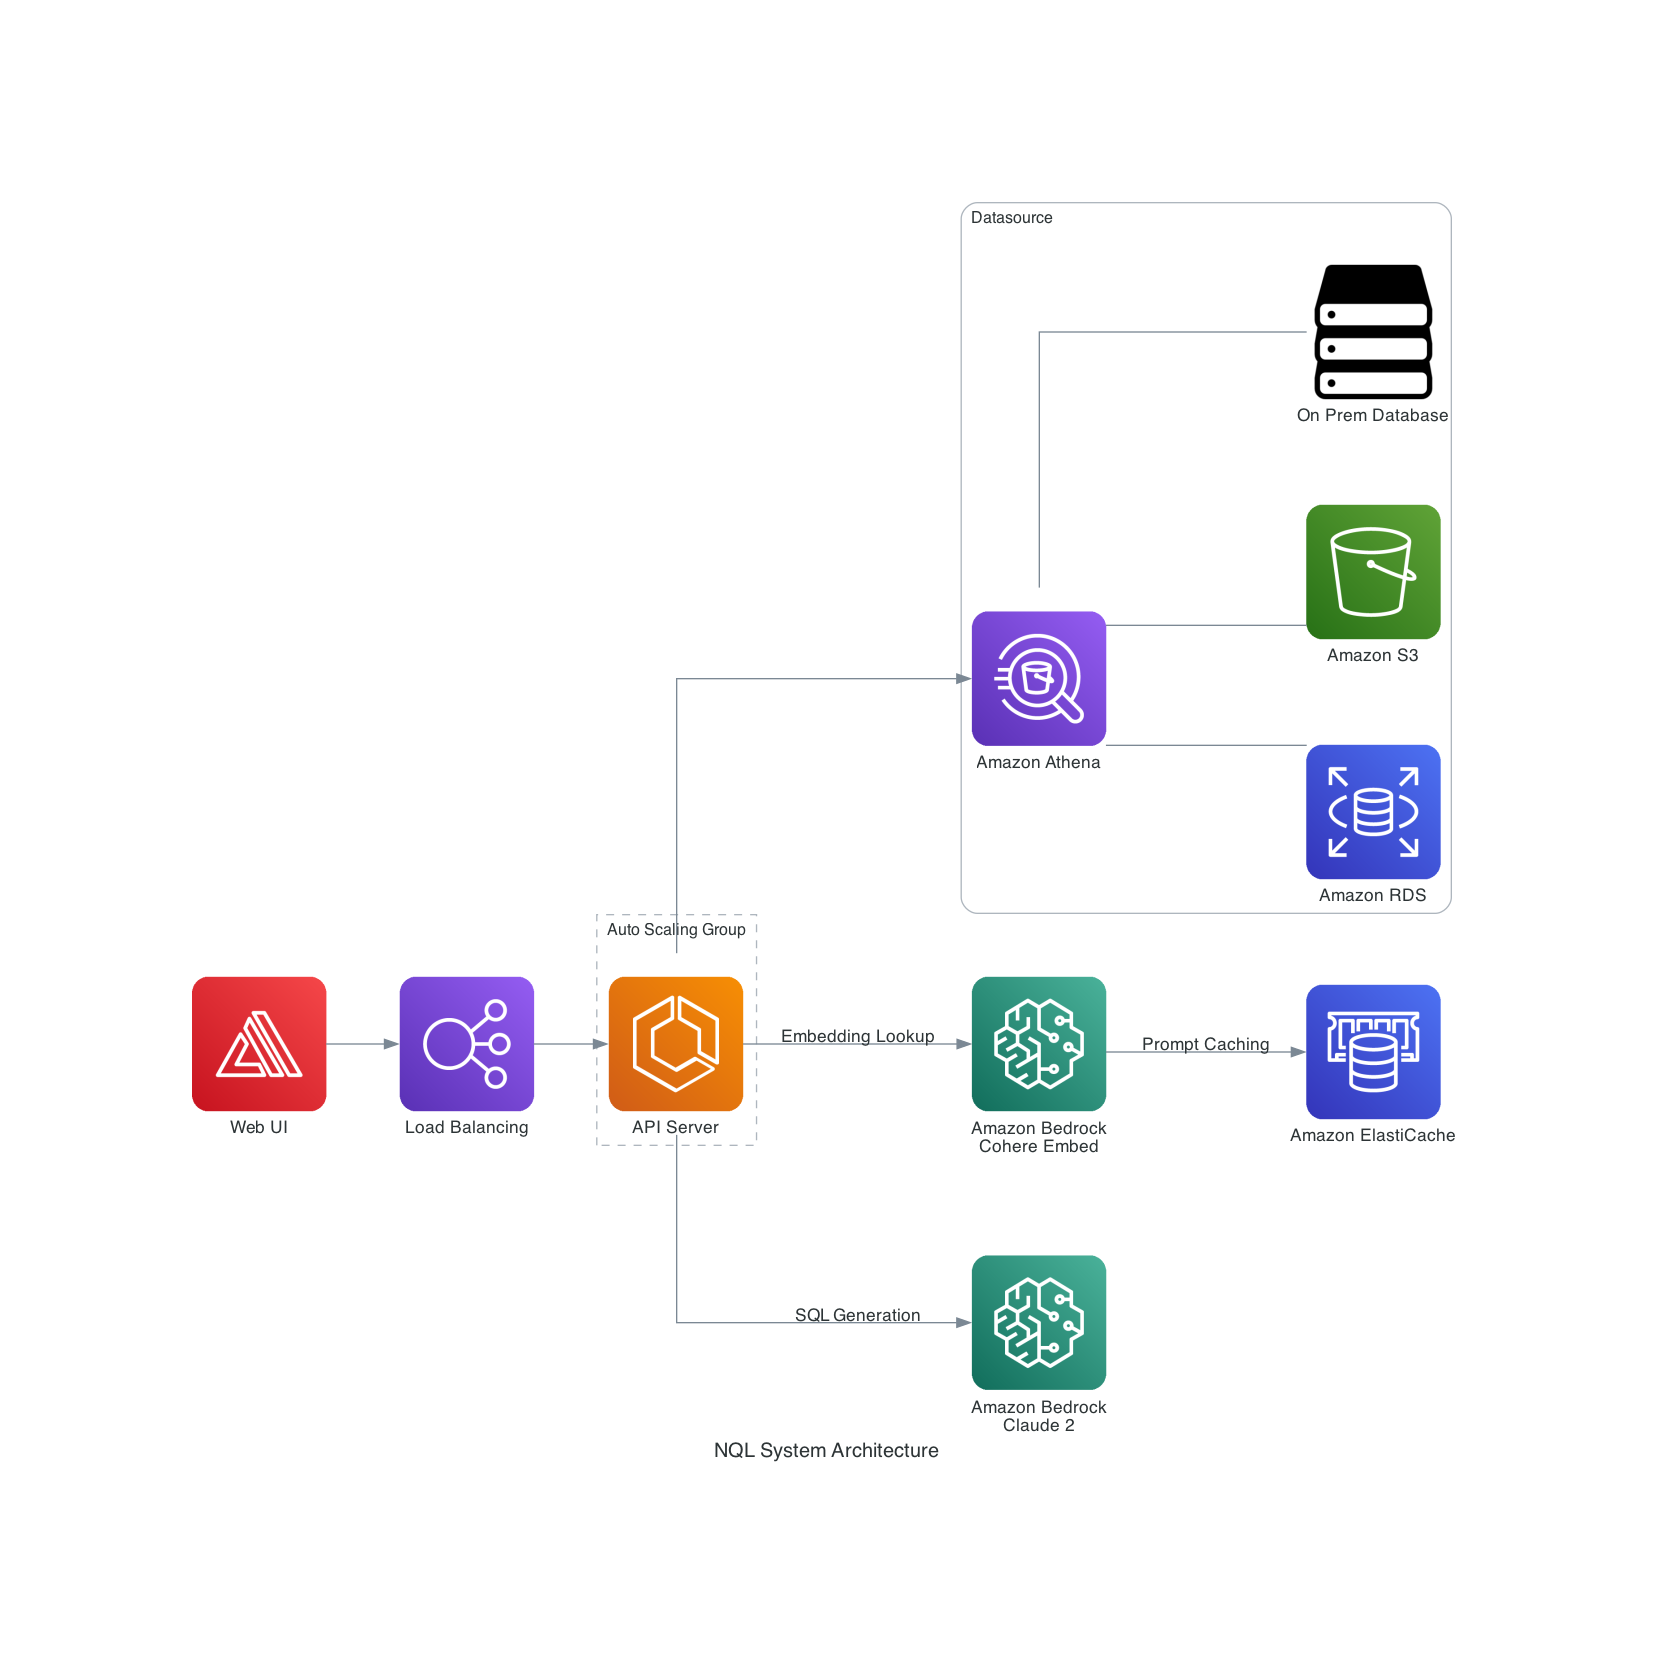 Datasource
On Prem Database
Amazon S3
Amazon Athena
Amazon RDS
Auto Scaling Group
Embedding Lookup
Prompt Caching
Web UI
Load Balancing
API Server
Amazon Bedrock
Cohere Embed
Amazon ElastiCache
SQL Generation
Amazon Bedrock
Claude 2
NQL System Architecture